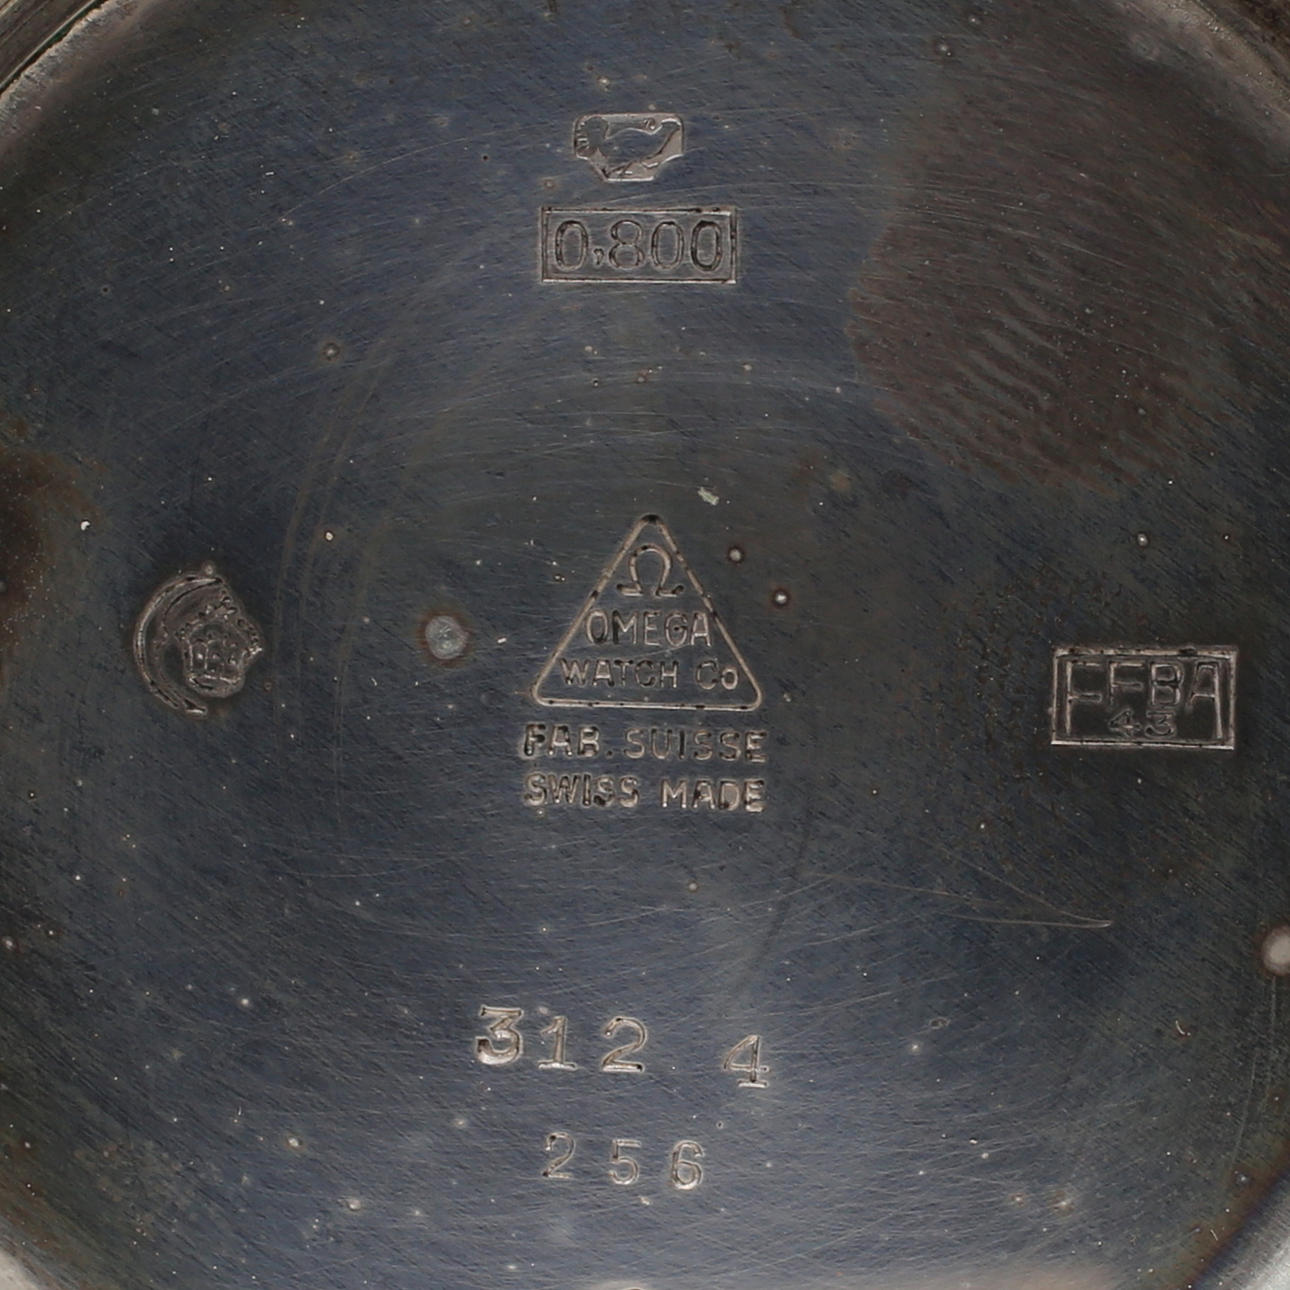 0,800
Ω
OMEGA
WATCH Co
FAB. SUISSE
SWISS MADE
FFBA
43
312 4
256